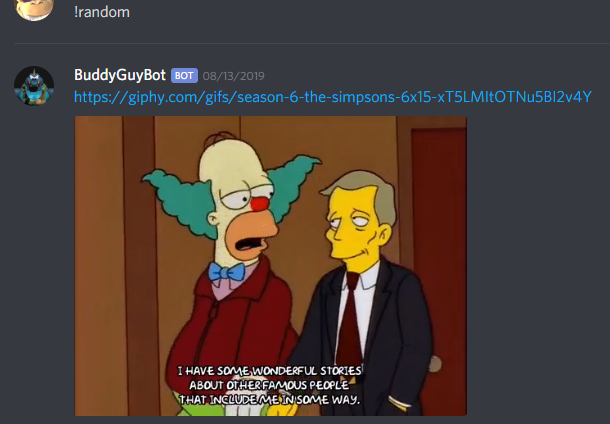 !random
BuddyGuyBot BOT 08/13/2019
https://giphy.com/gifs/season-6-the-simpsons-6x15-xT5LMItOTNu5BI2v4Y
I HAVE SOME WONDERFUL STORIES
ABOUT OTHER FAMOUS PEOPLE
THAT INCLUDE ME IN SOME WAY.